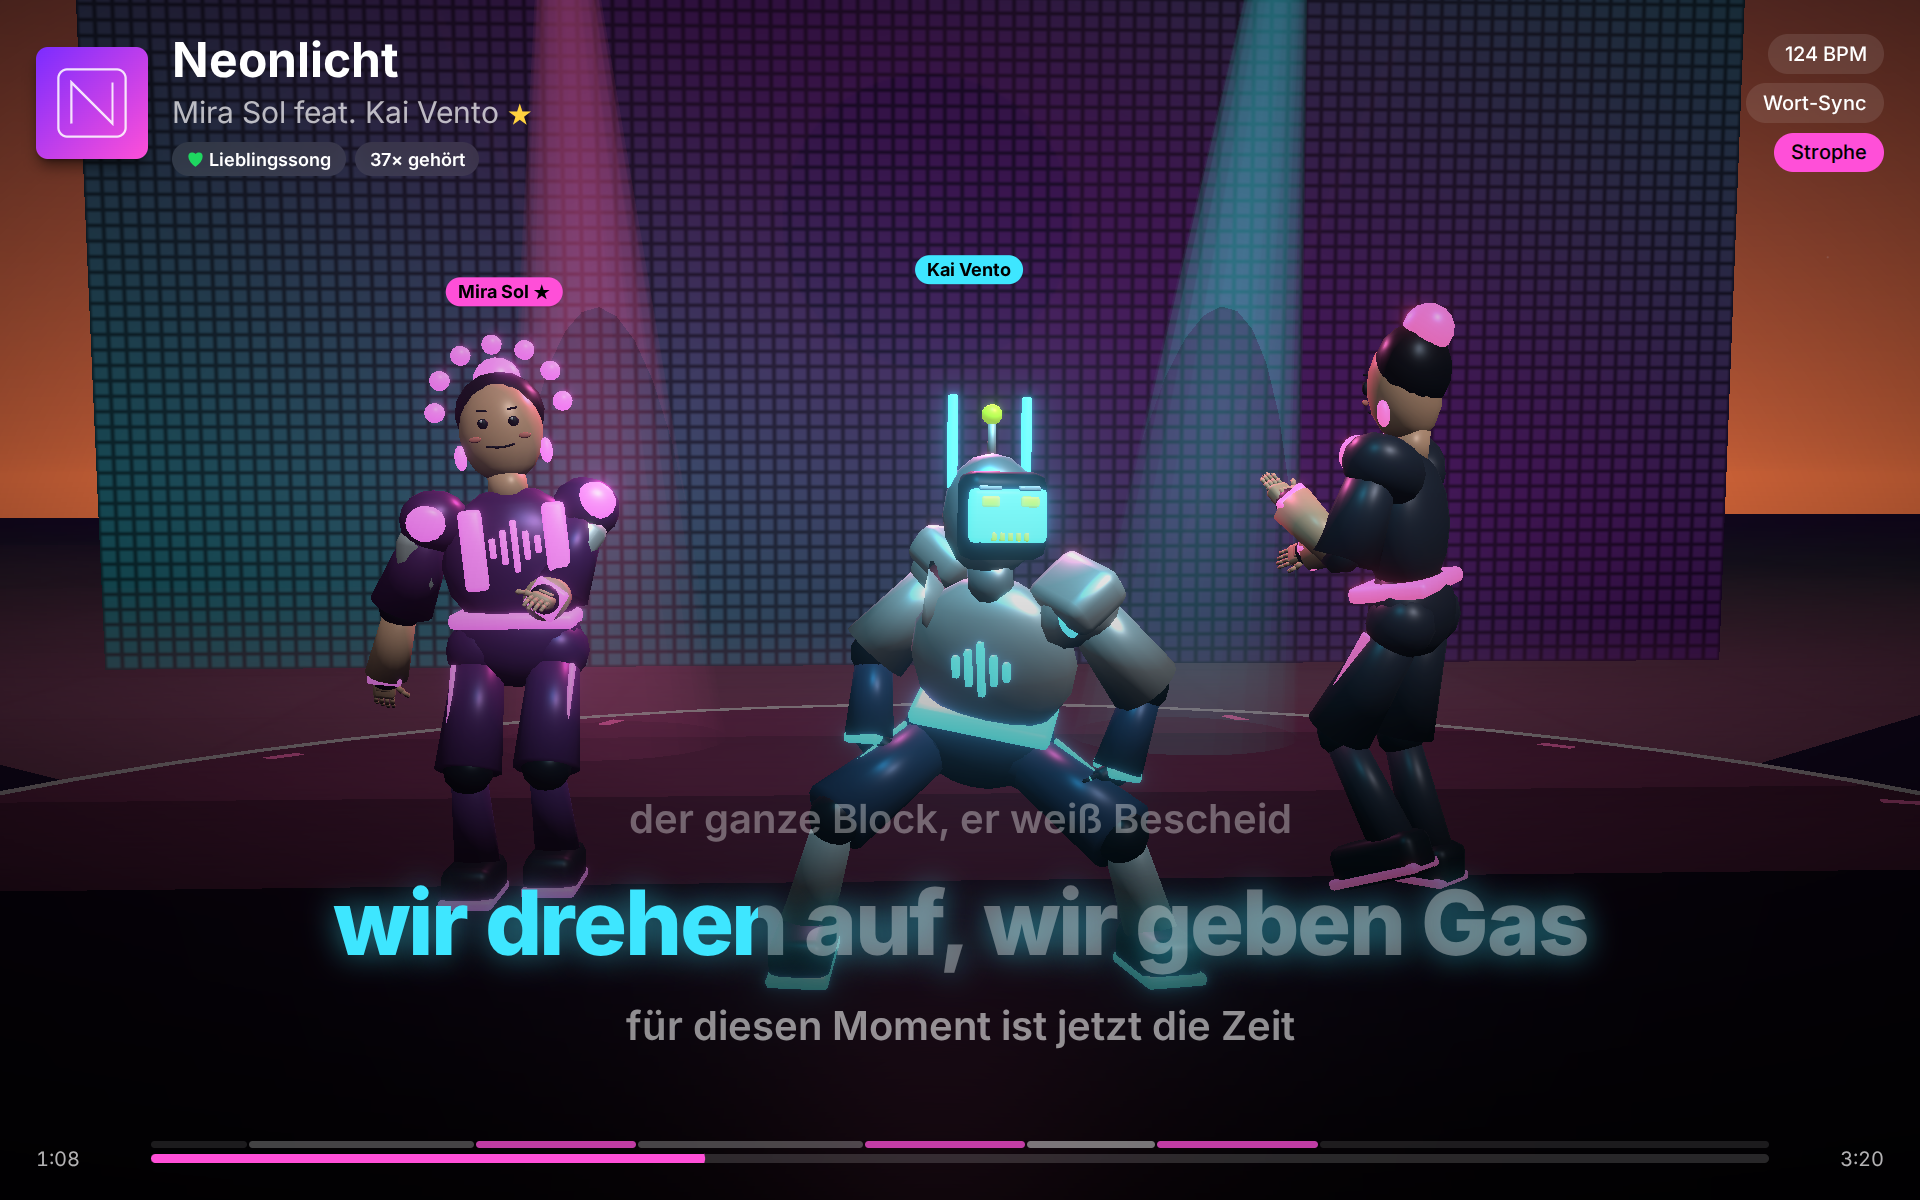 N
Neonlicht
Mira Sol feat. Kai Vento ★
Lieblingssong
37× gehört
124 BPM
Wort-Sync
Strophe
Mira Sol ★
Kai Vento
der ganze Block, er weiß Bescheid
wir drehen auf, wir geben Gas
für diesen Moment ist jetzt die Zeit
1:08
3:20